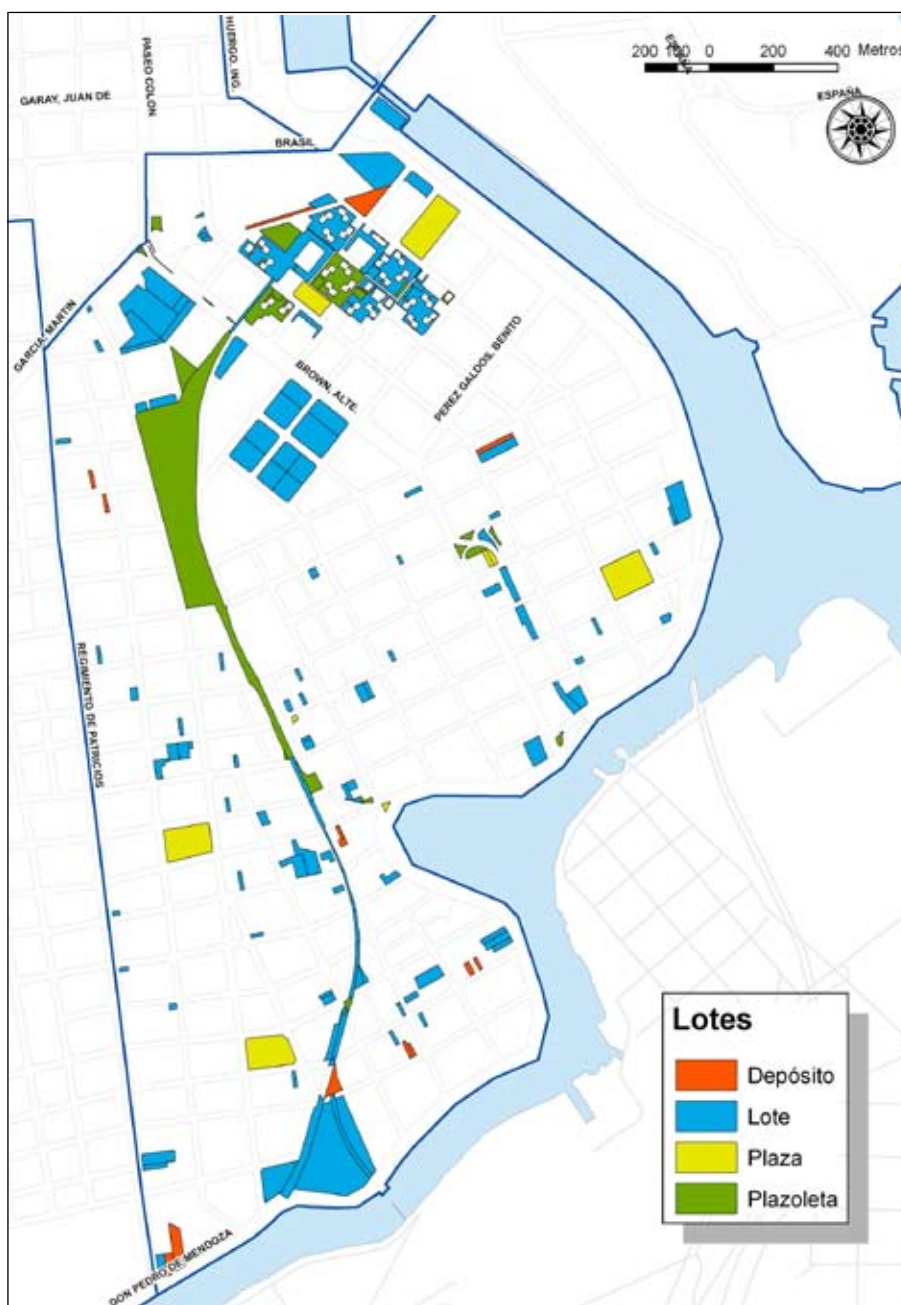 HUERGO, ING.
PASEO COLON
GARAY, JUAN DE
ESPAÑA
200 100 0 200 400 Metros
ESPAÑA
BRASIL
GARCIA, MARTIN
BROWN, ALTE.
PEREZ GALDOS, BENITO
REGIMIENTO DE PATRICIOS
DON PEDRO DE MENDOZA
Lotes
Depósito
Lote
Plaza
Plazoleta